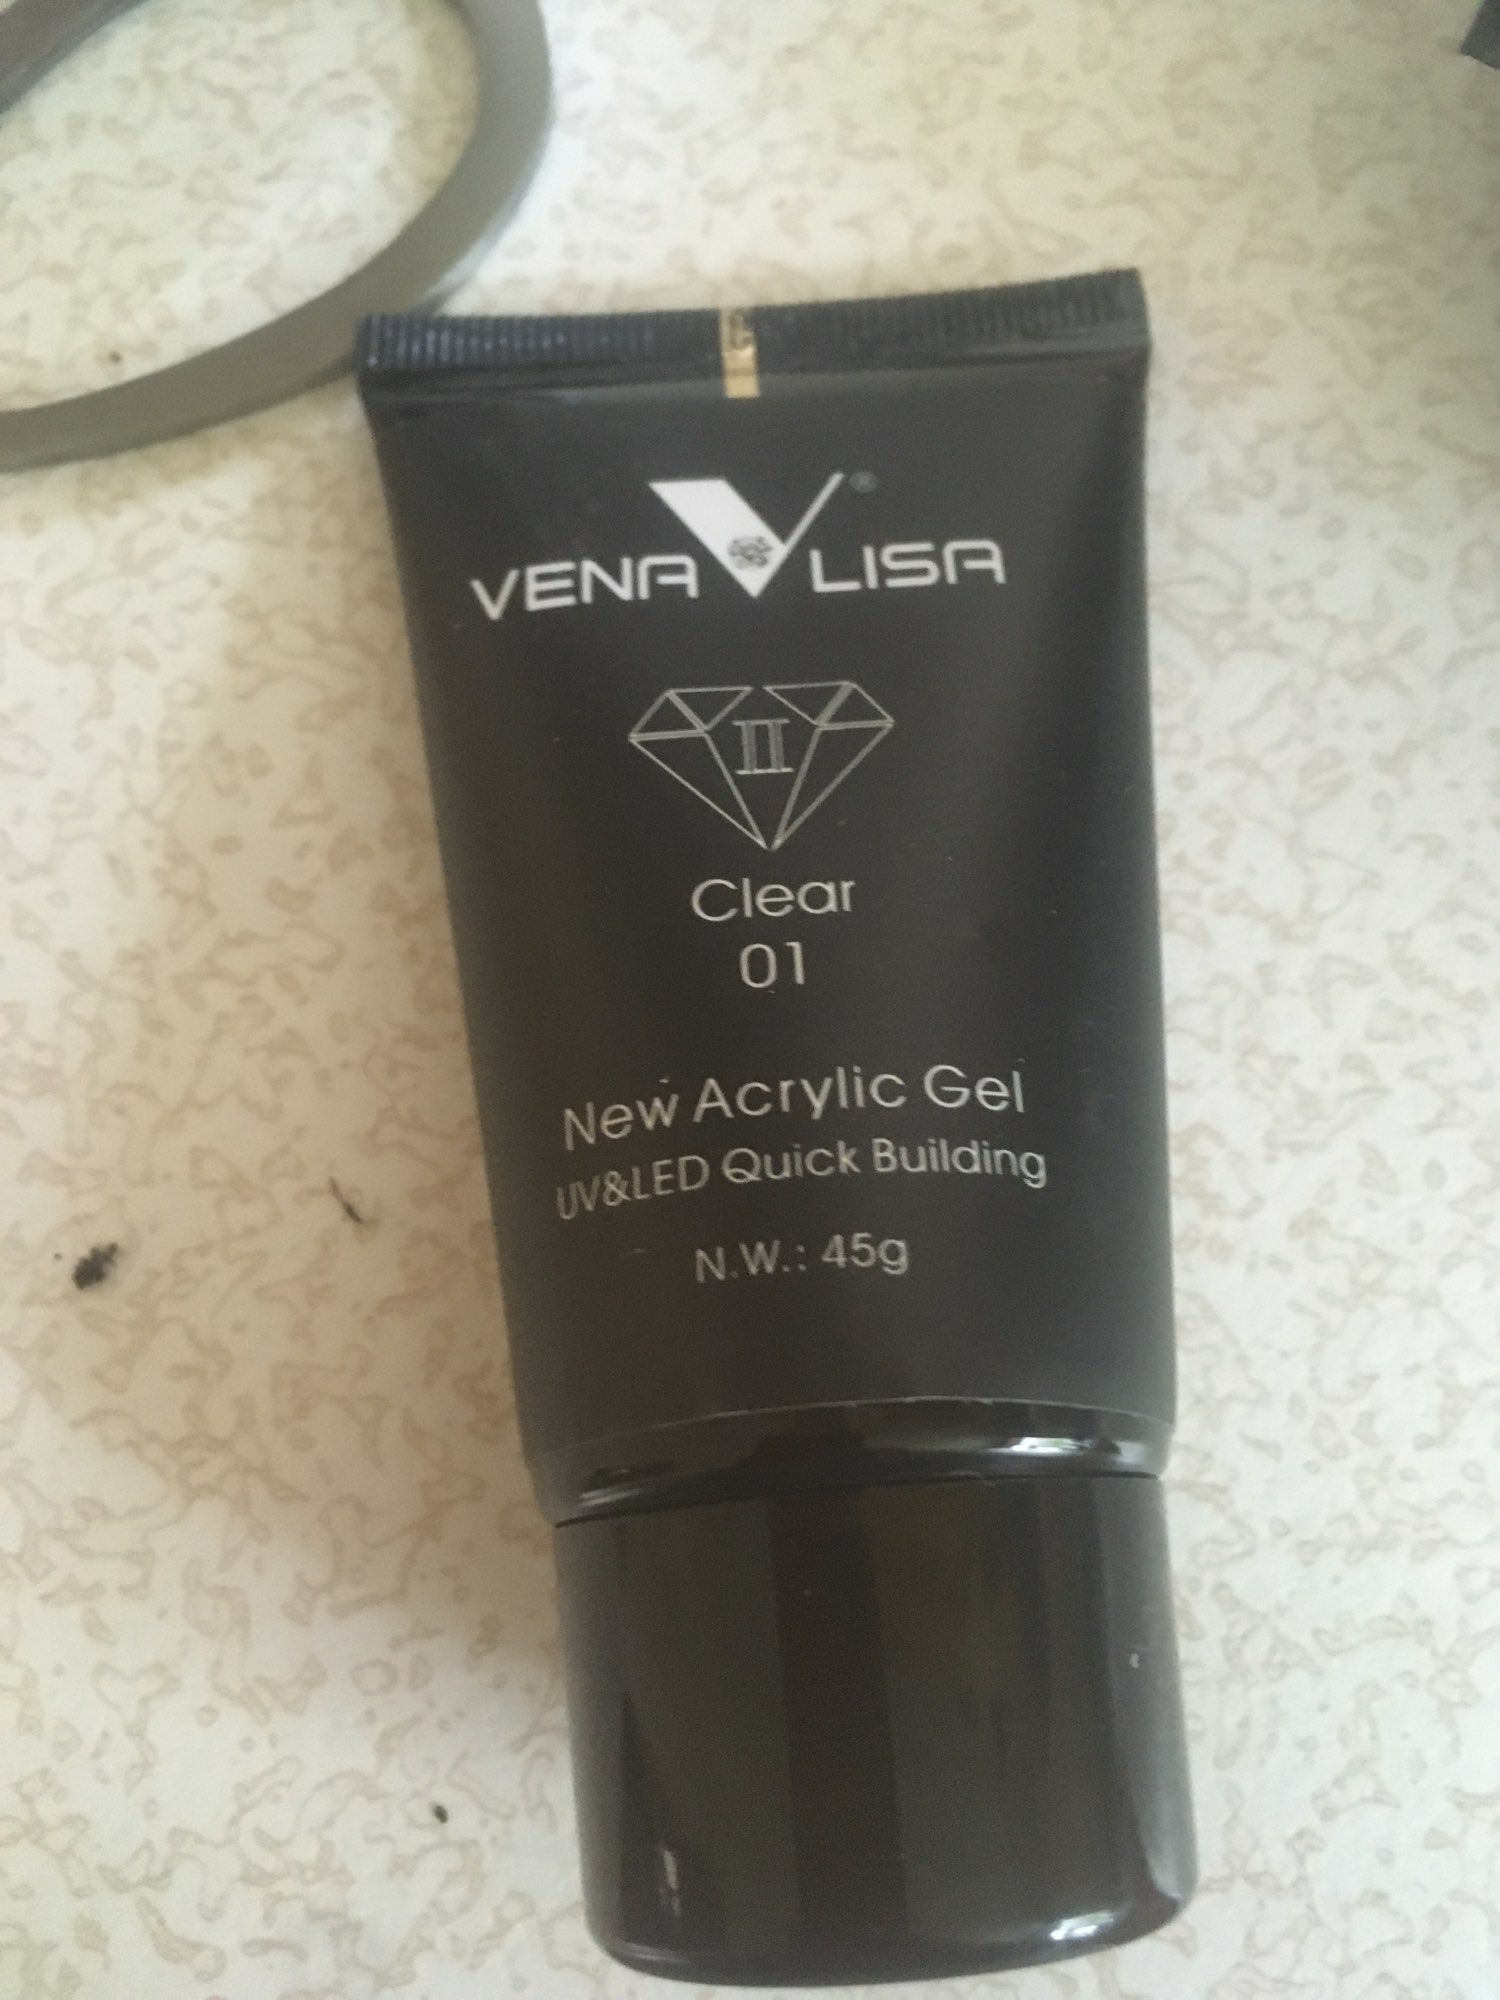 VENA V LISA ®
II
Clear
01
New Acrylic Gel
UV&LED Quick Building
N.W.: 45g